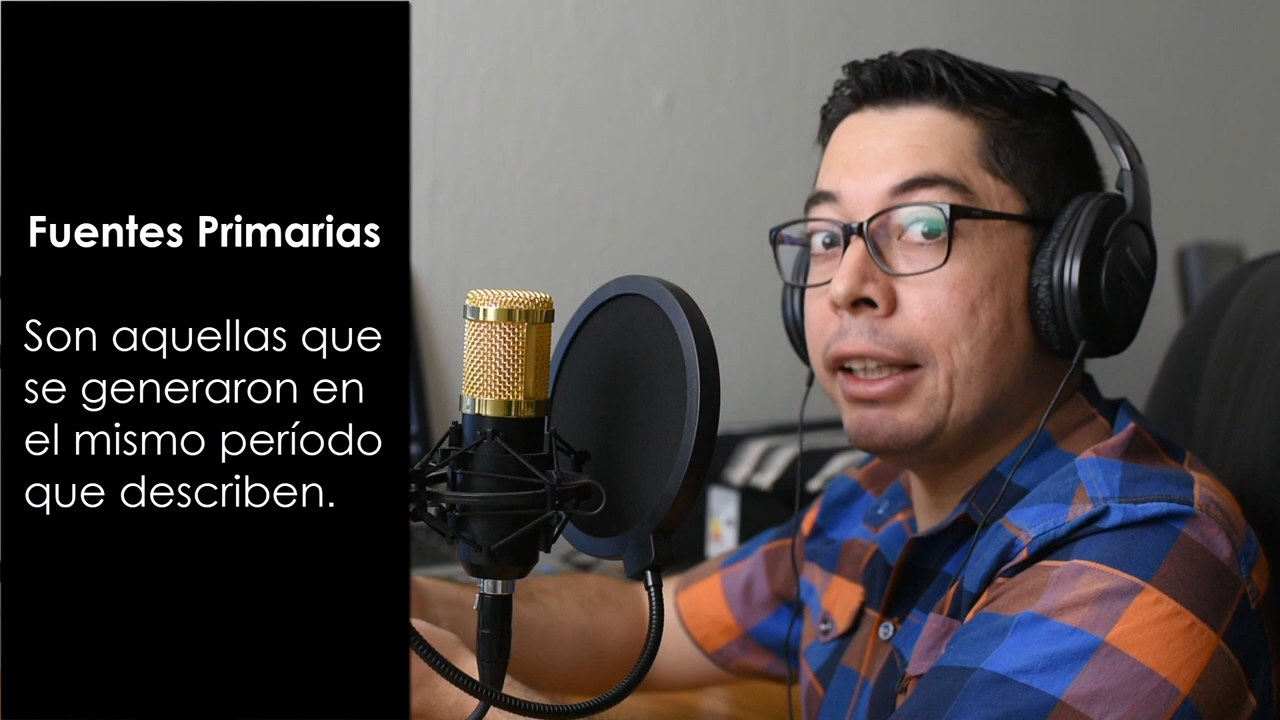 Fuentes Primarias
Son aquellas que
se generaron en
el mismo período
que describen.